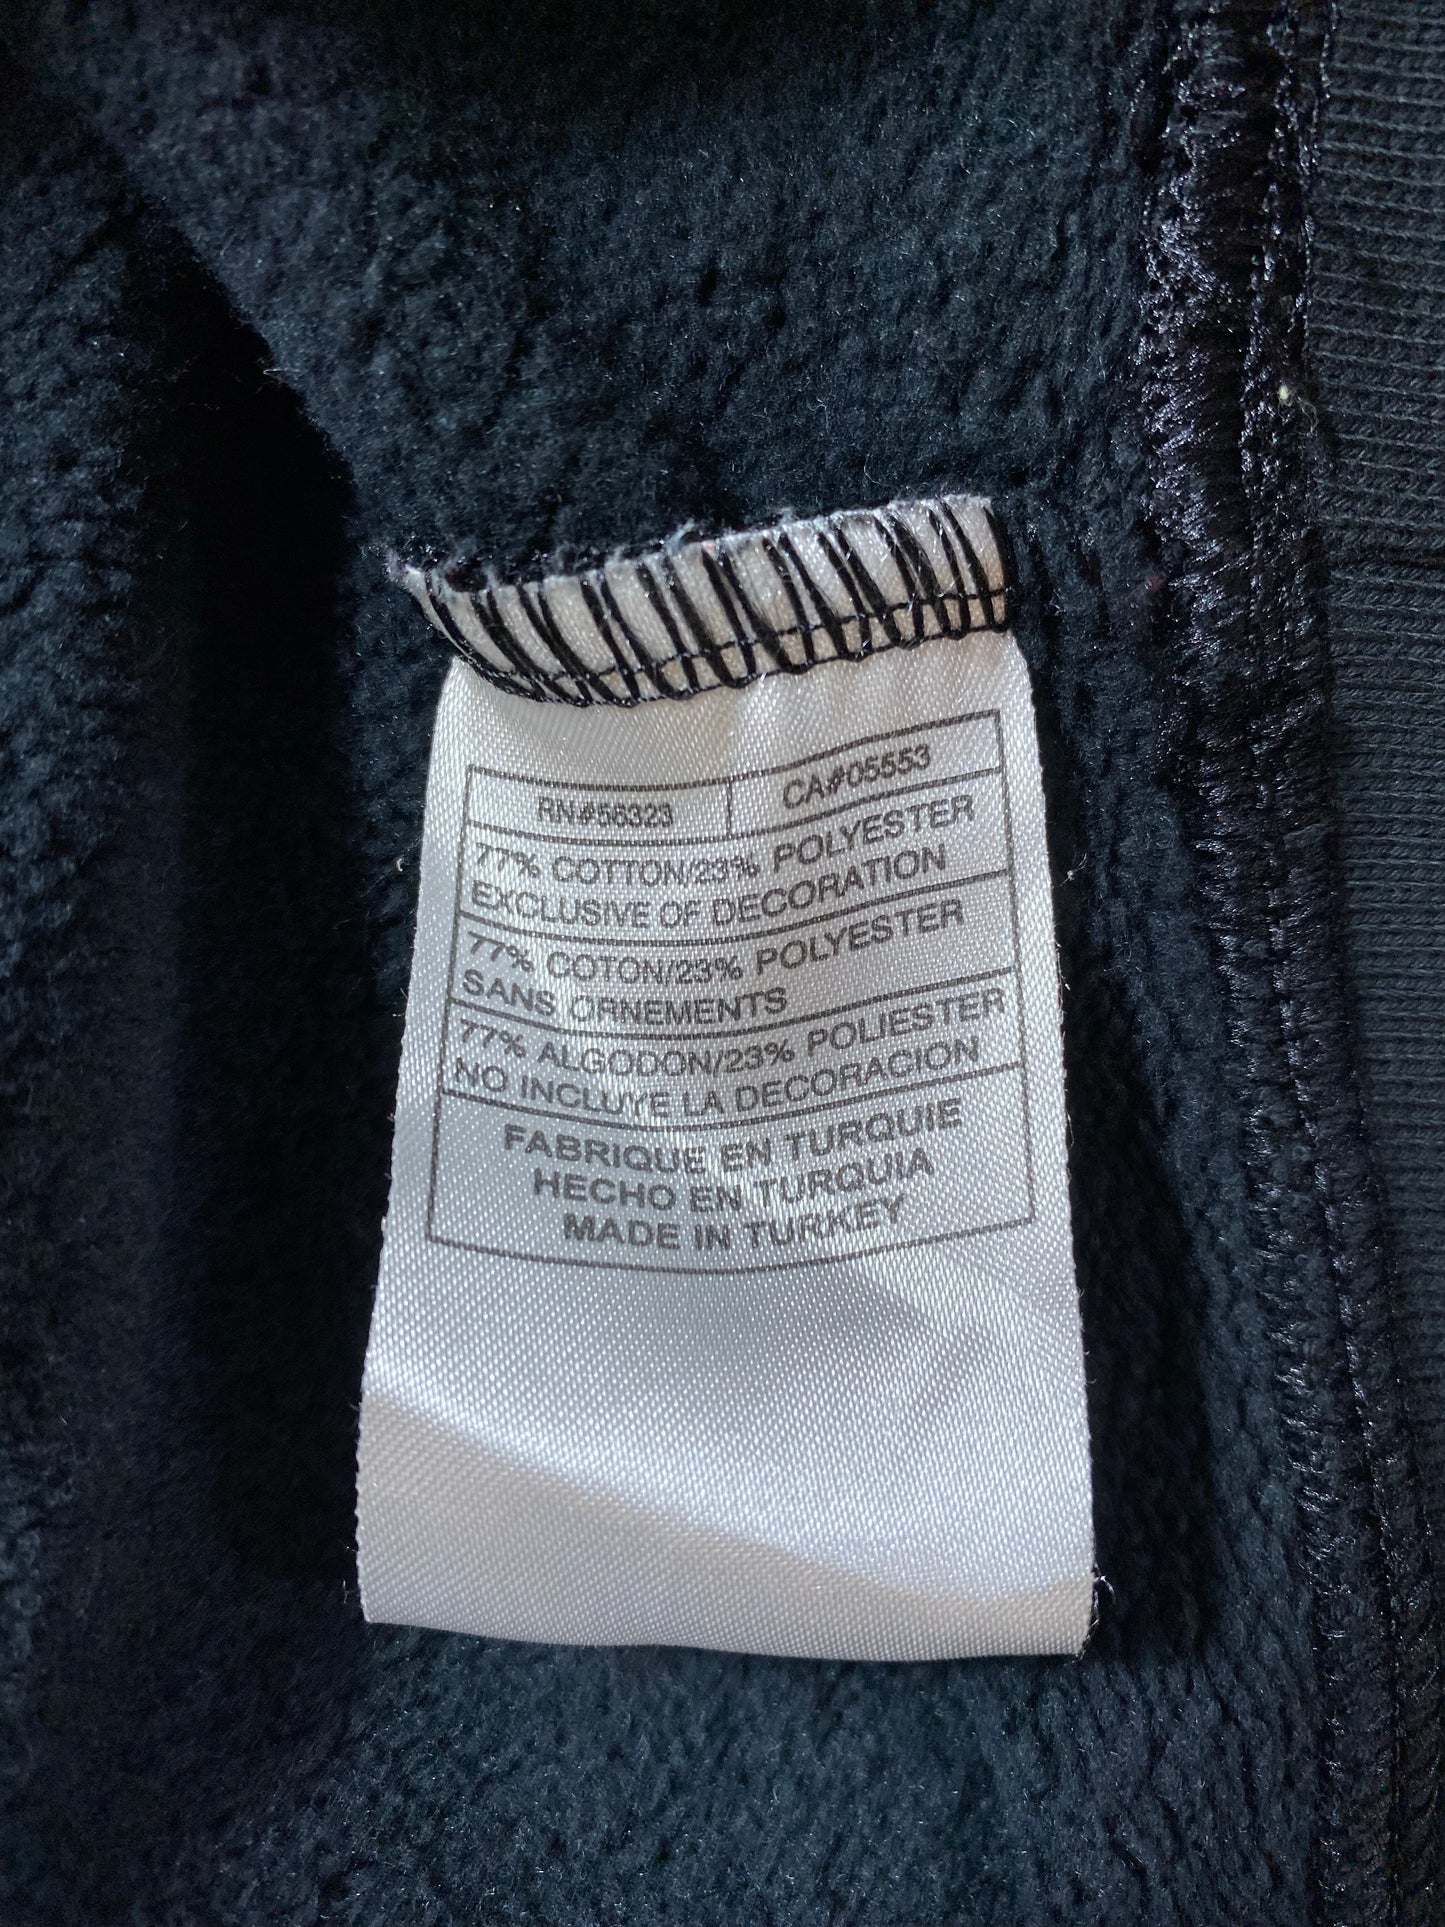 RN#56323 CA#05553
77% COTTON/23% POLYESTER
EXCLUSIVE OF DECORATION
77% COTON/23% POLYESTER
SANS ORNEMENTS
77% ALGODON/23% POLIESTER
NO INCLUYE LA DECORACION
FABRIQUE EN TURQUIE
HECHO EN TURQUIA
MADE IN TURKEY